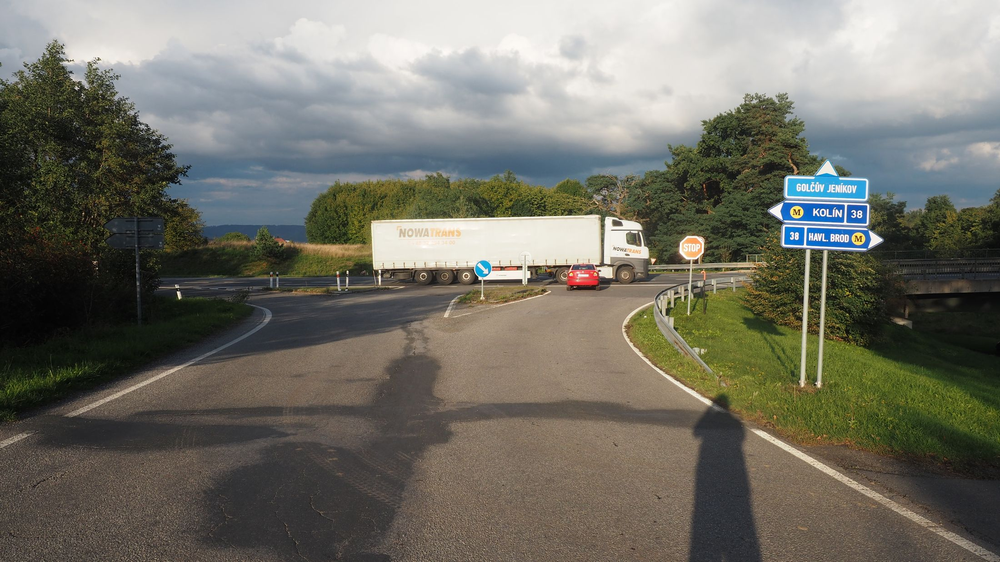 GOLČŮV JENÍKOV
M KOLÍN 38
38 HAVL. BROD M
STOP
NOWATRANS
NOWATRANS